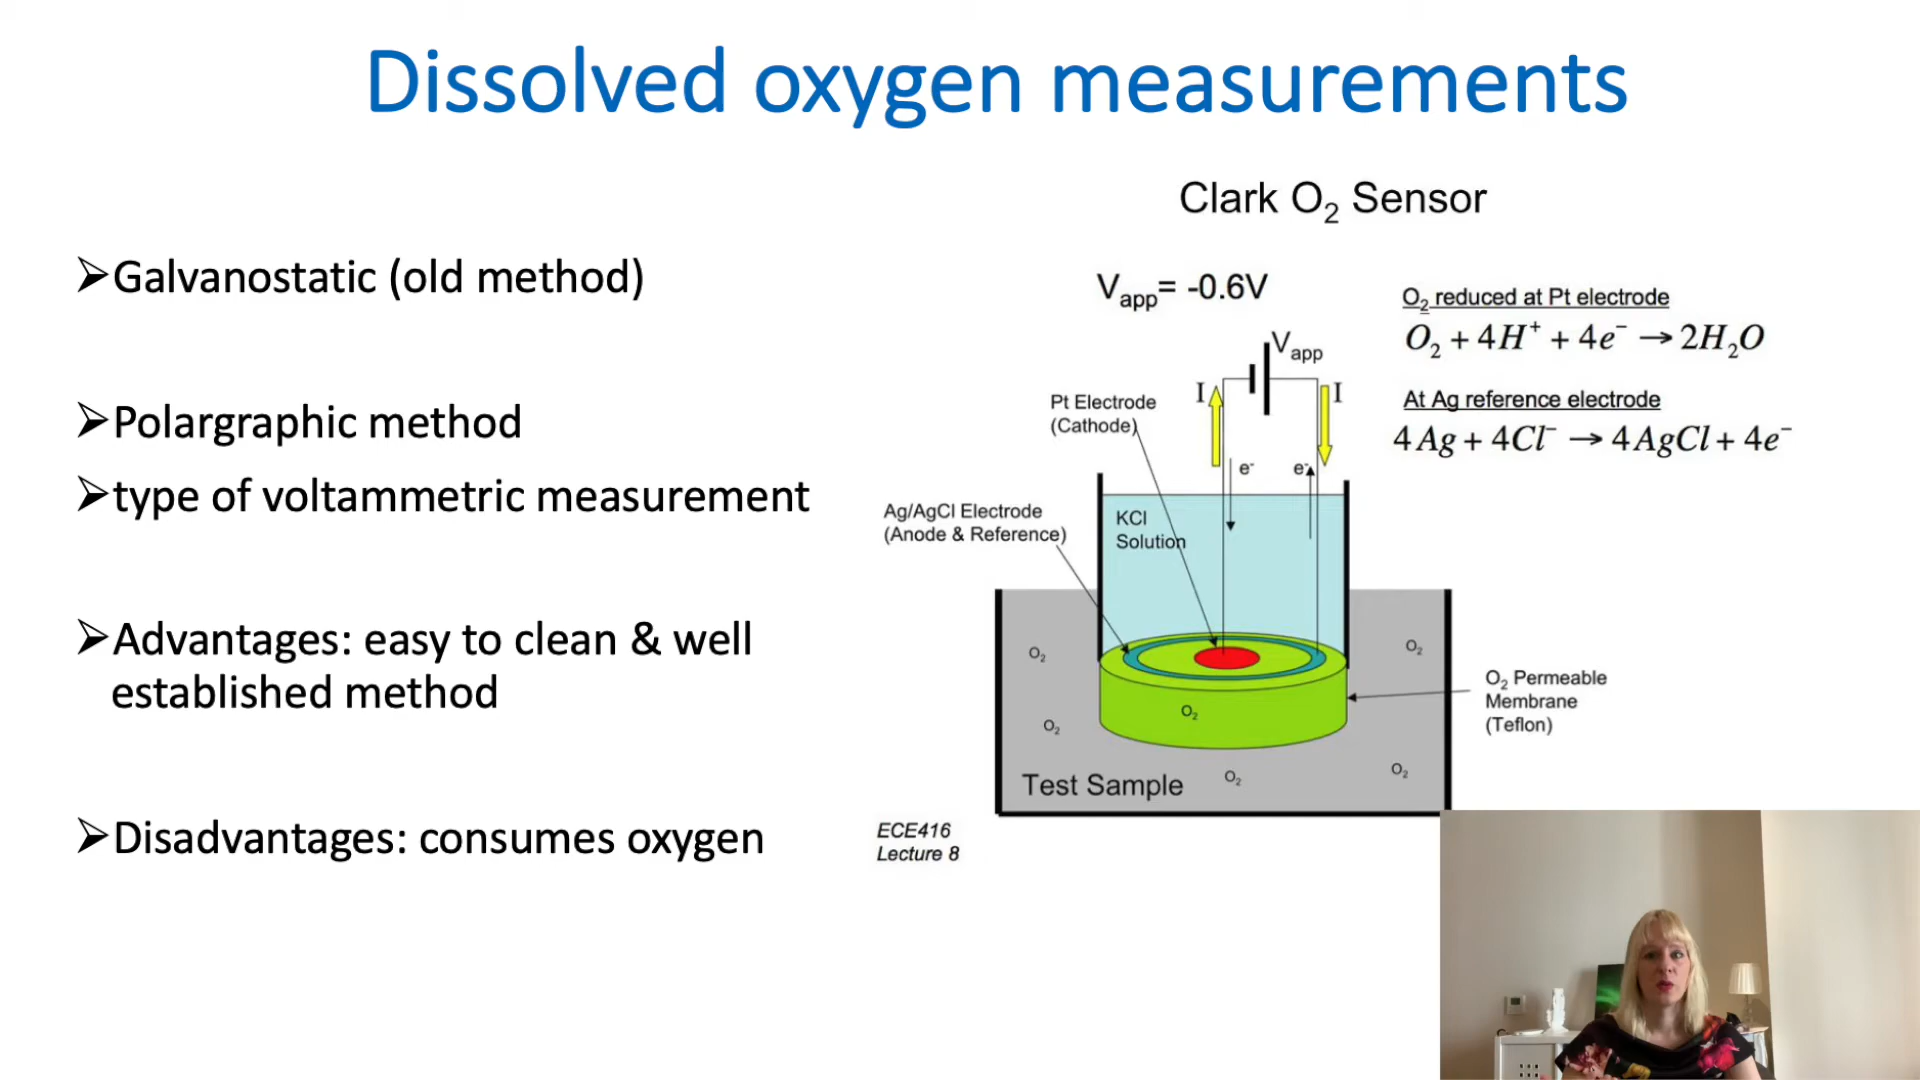 Dissolved oxygen measurements
➢Galvanostatic (old method)
➢Polargraphic method
➢type of voltammetric measurement
➢Advantages: easy to clean & well
established method
➢Disadvantages: consumes oxygen
Clark O₂ Sensor
Vapp= -0.6V
O₂ reduced at Pt electrode
O₂ + 4H⁺ + 4e⁻ → 2H₂O
At Ag reference electrode
4Ag + 4Cl⁻ → 4AgCl + 4e⁻
Vapp
I
I
Pt Electrode
(Cathode)
e⁻
e⁻
Ag/AgCl Electrode
(Anode & Reference)
KCl
Solution
O₂
O₂
O₂ Permeable
Membrane
(Teflon)
O₂
O₂
O₂
O₂
Test Sample
ECE416
Lecture 8